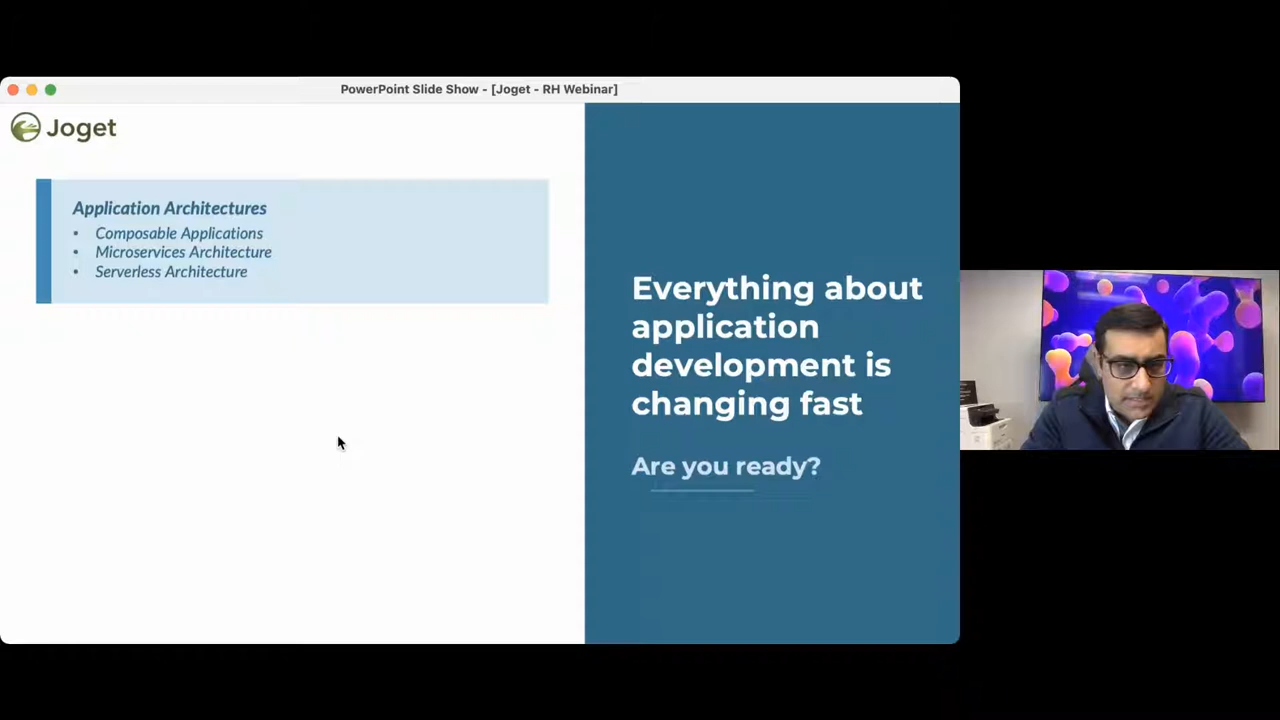 PowerPoint Slide Show - [Joget - RH Webinar]
Joget
Application Architectures
• Composable Applications
• Microservices Architecture
• Serverless Architecture
Everything about
application
development is
changing fast
Are you ready?